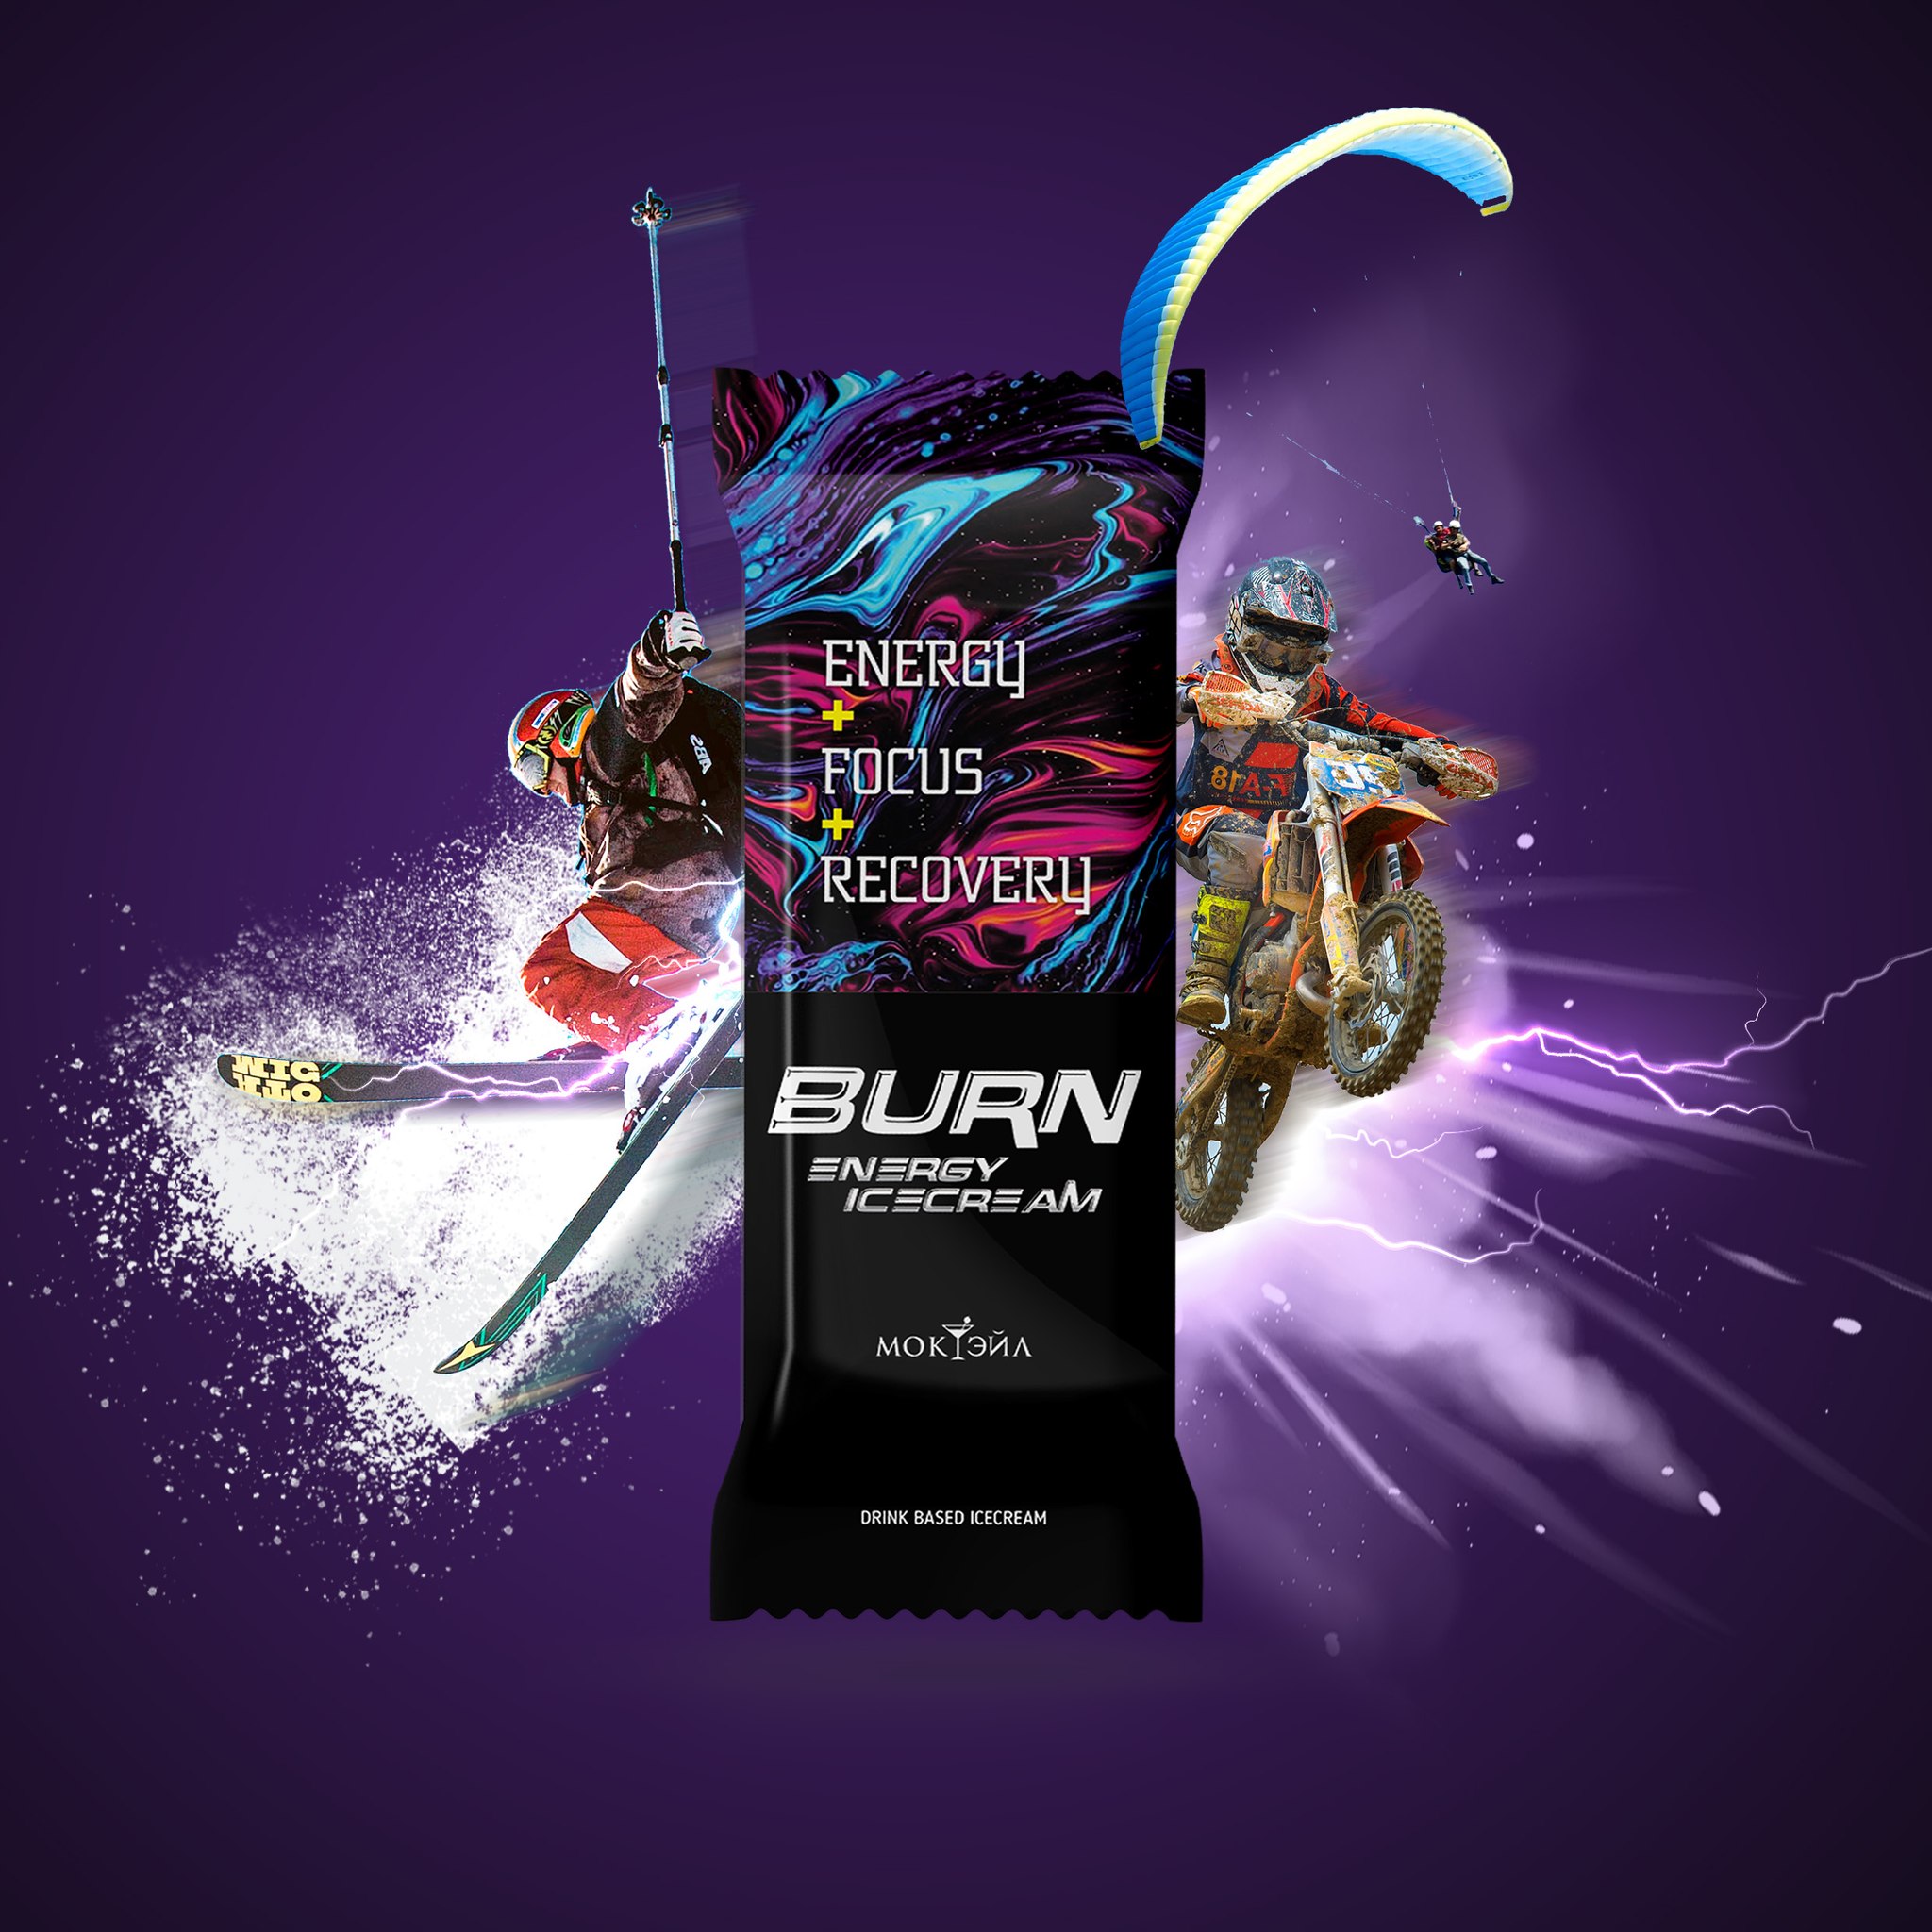 ENERGY
+
FOCUS
+
RECOVERY
BURN
ENERGY
ICECREAM
МОКТЭЙЛ
DRINK BASED ICECREAM